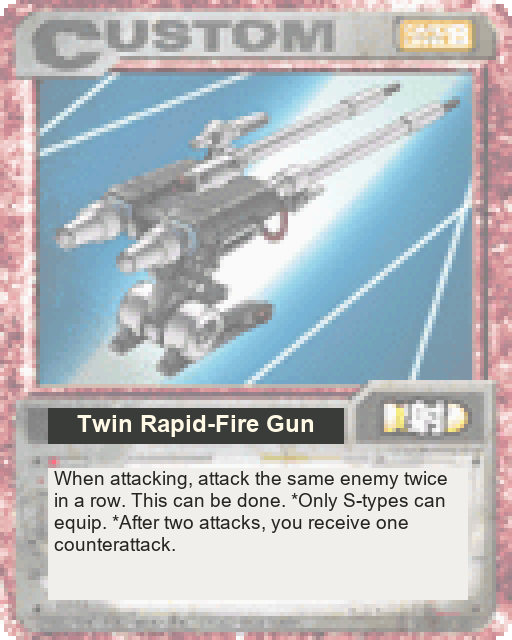 CUSTOM
Twin Rapid-Fire Gun
When attacking, attack the same enemy twice
in a row. This can be done. *Only S-types can
equip. *After two attacks, you receive one
counterattack.